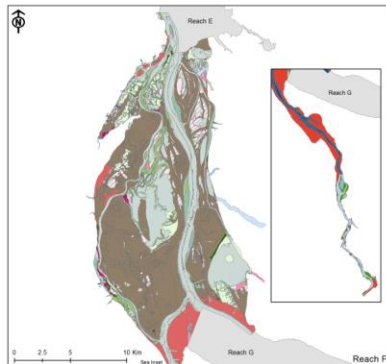 N
Reach E
Reach G
0 2.5 5 10 Km
See Inset
Reach G
Reach F